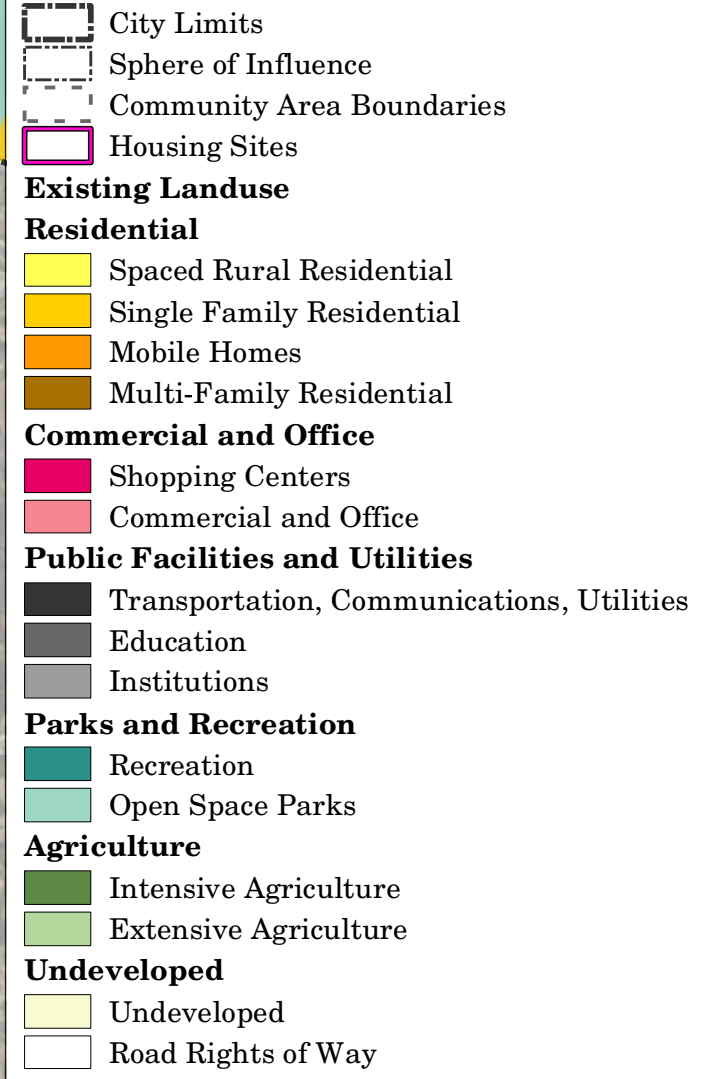 City Limits
Sphere of Influence
Community Area Boundaries
Housing Sites
Existing Landuse
Residential
Spaced Rural Residential
Single Family Residential
Mobile Homes
Multi-Family Residential
Commercial and Office
Shopping Centers
Commercial and Office
Public Facilities and Utilities
Transportation, Communications, Utilities
Education
Institutions
Parks and Recreation
Recreation
Open Space Parks
Agriculture
Intensive Agriculture
Extensive Agriculture
Undeveloped
Undeveloped
Road Rights of Way